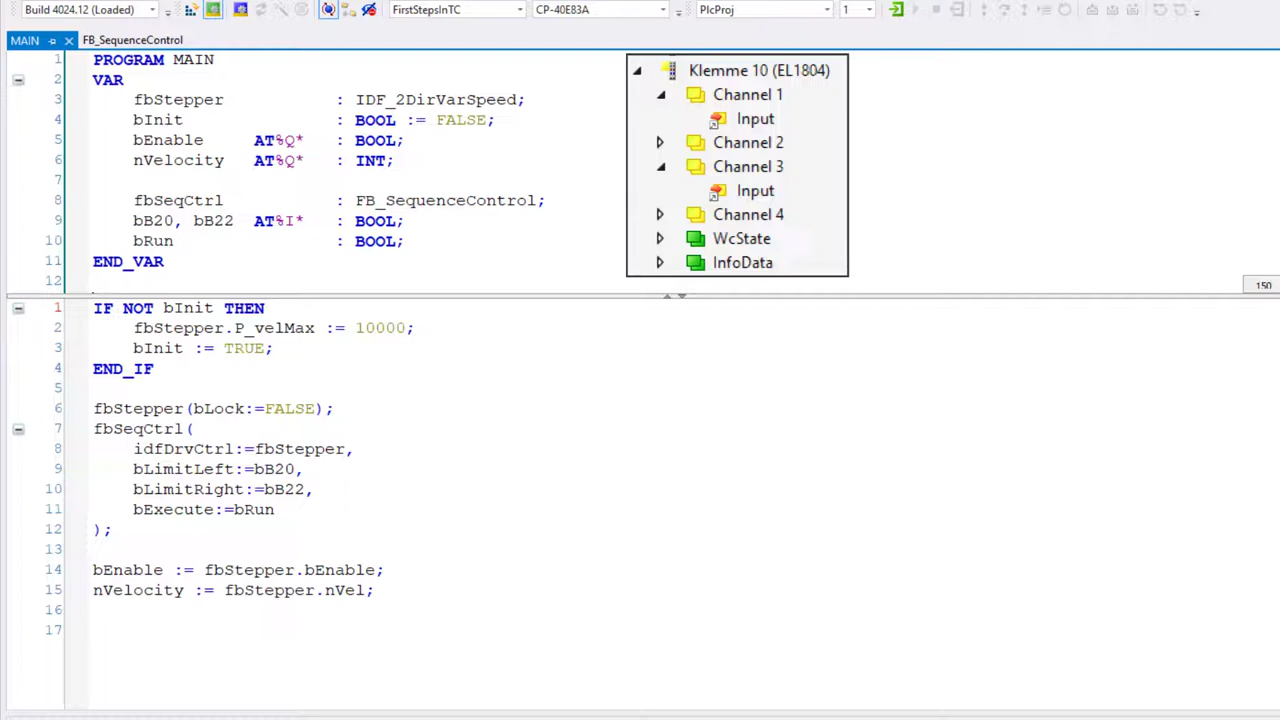 Build 4024.12 (Loaded) FirstStepsInTC CP-40E83A PlcProj 1
MAIN FB_SequenceControl
1 PROGRAM MAIN
2 VAR
3 fbStepper : IDF_2DirVarSpeed;
4 bInit : BOOL := FALSE;
5 bEnable AT%Q* : BOOL;
6 nVelocity AT%Q* : INT;
7
8 fbSeqCtrl : FB_SequenceControl;
9 bB20, bB22 AT%I* : BOOL;
10 bRun : BOOL;
11 END_VAR
12
Klemme 10 (EL1804)
Channel 1
Input
Channel 2
Channel 3
Input
Channel 4
WcState
InfoData
150
1 IF NOT bInit THEN
2 fbStepper.P_velMax := 10000;
3 bInit := TRUE;
4 END_IF
5
6 fbStepper(bLock:=FALSE);
7 fbSeqCtrl(
8 idfDrvCtrl:=fbStepper,
9 bLimitLeft:=bB20,
10 bLimitRight:=bB22,
11 bExecute:=bRun
12 );
13
14 bEnable := fbStepper.bEnable;
15 nVelocity := fbStepper.nVel;
16
17